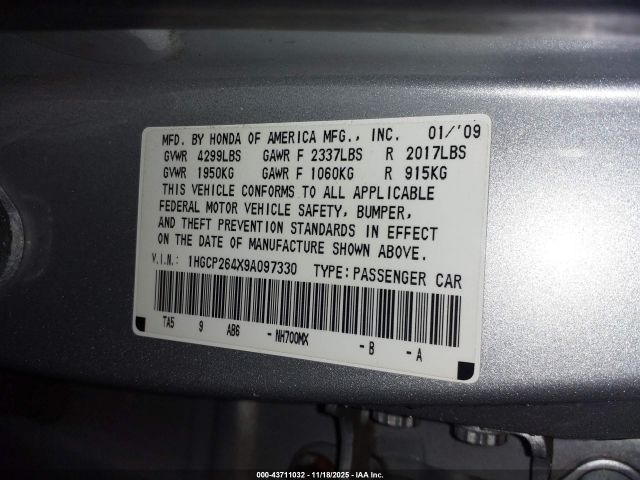 MFD. BY HONDA OF AMERICA MFG., INC. 01/'09
GVWR 4299LBS GAWR F 2337LBS R 2017LBS
GVWR 1950KG GAWR F 1060KG R 915KG
THIS VEHICLE CONFORMS TO ALL APPLICABLE
FEDERAL MOTOR VEHICLE SAFETY, BUMPER,
AND THEFT PREVENTION STANDARDS IN EFFECT
ON THE DATE OF MANUFACTURE SHOWN ABOVE.
V.I.N.: 1HGCP264X9A097330 TYPE: PASSENGER CAR
TA5 9 AB6 -NH700MX -B -A
000-43711032 - 11/18/2025 - IAA Inc.